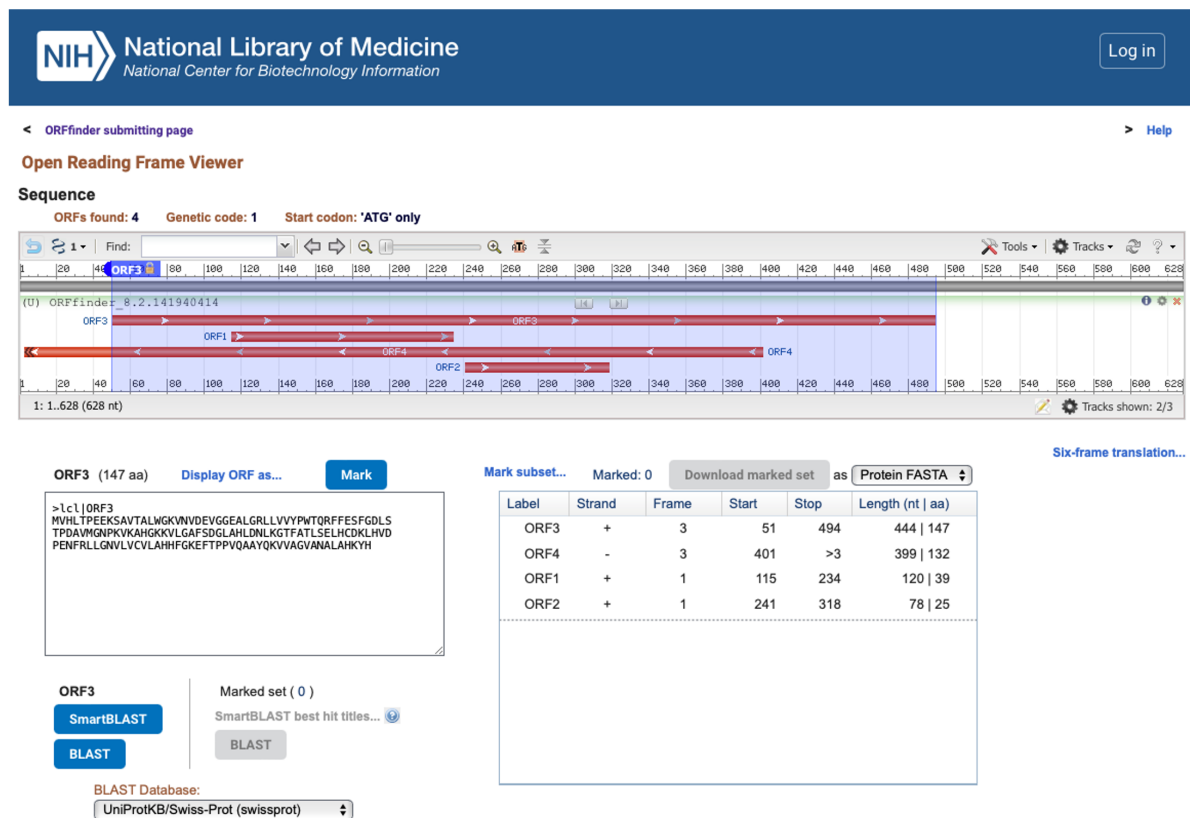 NIH National Library of Medicine
National Center for Biotechnology Information
Log in
< ORFfinder submitting page
> Help
Open Reading Frame Viewer
Sequence
ORFs found: 4 Genetic code: 1 Start codon: 'ATG' only
1 Find: ATG Tools Tracks ?
1 20 40 ORF3 80 100 120 140 160 180 200 220 240 260 280 300 320 340 360 380 400 420 440 460 480 500 520 540 560 580 600 628
(U) ORFfinder_8.2.141940414
ORF3 ORF3
ORF1
ORF4 ORF4
ORF2
1 20 40 60 80 100 120 140 160 180 200 220 240 260 280 300 320 340 360 380 400 420 440 460 480 500 520 540 560 580 600 628
1: 1..628 (628 nt) Tracks shown: 2/3
Six-frame translation...
ORF3 (147 aa) Display ORF as... Mark
>lcl|ORF3
MVHLTPEEKSAVTALWGKVNVDEVGGEALGRLLVVYPWTQRFFESFGDLS
TPDAVMGNPKVKAHGKKVLGAFSDGLAHLDNLKGTFATLSELHCDKLHVD
PENFRLLGNVLVCVLAHHFGKEFTPPVQAAYQKVVAGVANALAHKYH
Mark subset... Marked: 0 Download marked set as Protein FASTA
Label Strand Frame Start Stop Length (nt | aa)
ORF3 + 3 51 494 444 | 147
ORF4 - 3 401 >3 399 | 132
ORF1 + 1 115 234 120 | 39
ORF2 + 1 241 318 78 | 25
ORF3
SmartBLAST
BLAST
Marked set ( 0 )
SmartBLAST best hit titles... ?
BLAST
BLAST Database:
UniProtKB/Swiss-Prot (swissprot)